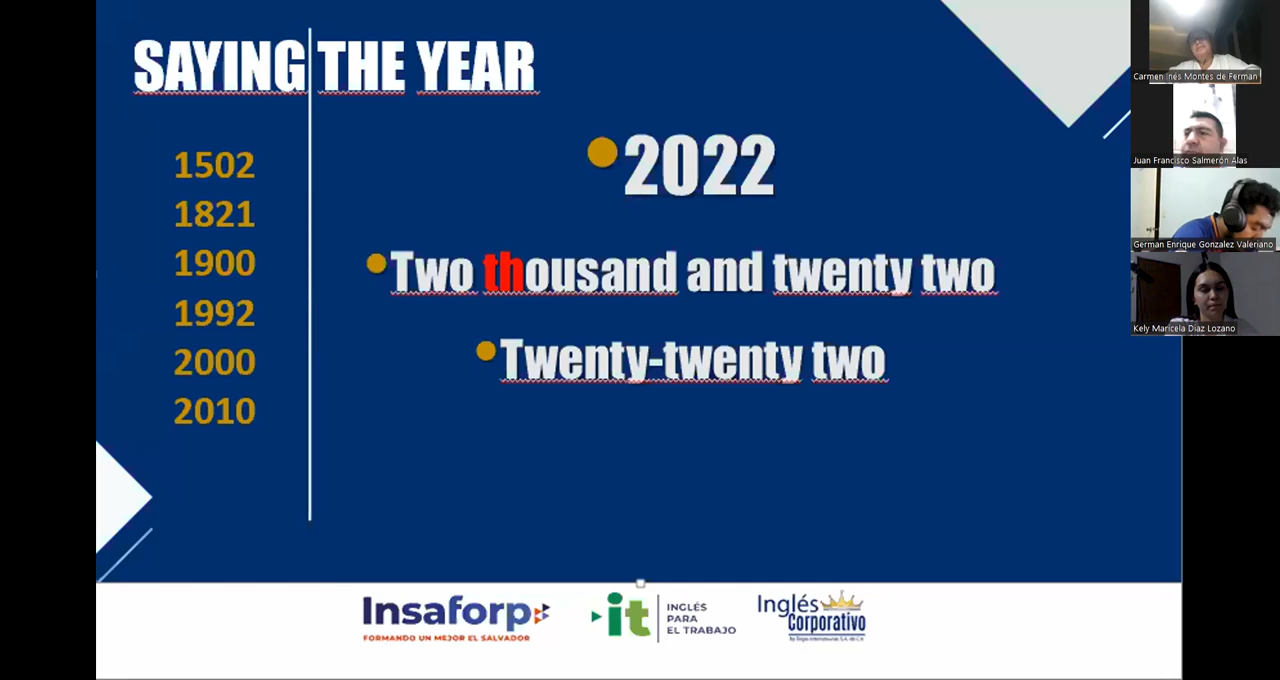 SAYING THE YEAR
1502
1821
1900
1992
2000
2010
2022
Two thousand and twenty two
Twenty-twenty two
Insaforp
FORMANDO UN MEJOR EL SALVADOR
it
INGLÉS
PARA
EL TRABAJO
Inglés
Corporativo
Carmen Inés Montes de Ferman
Juan Francisco Salmerón Alas
German Enrique Gonzalez Valeriano
Kely Maricela Diaz Lozano